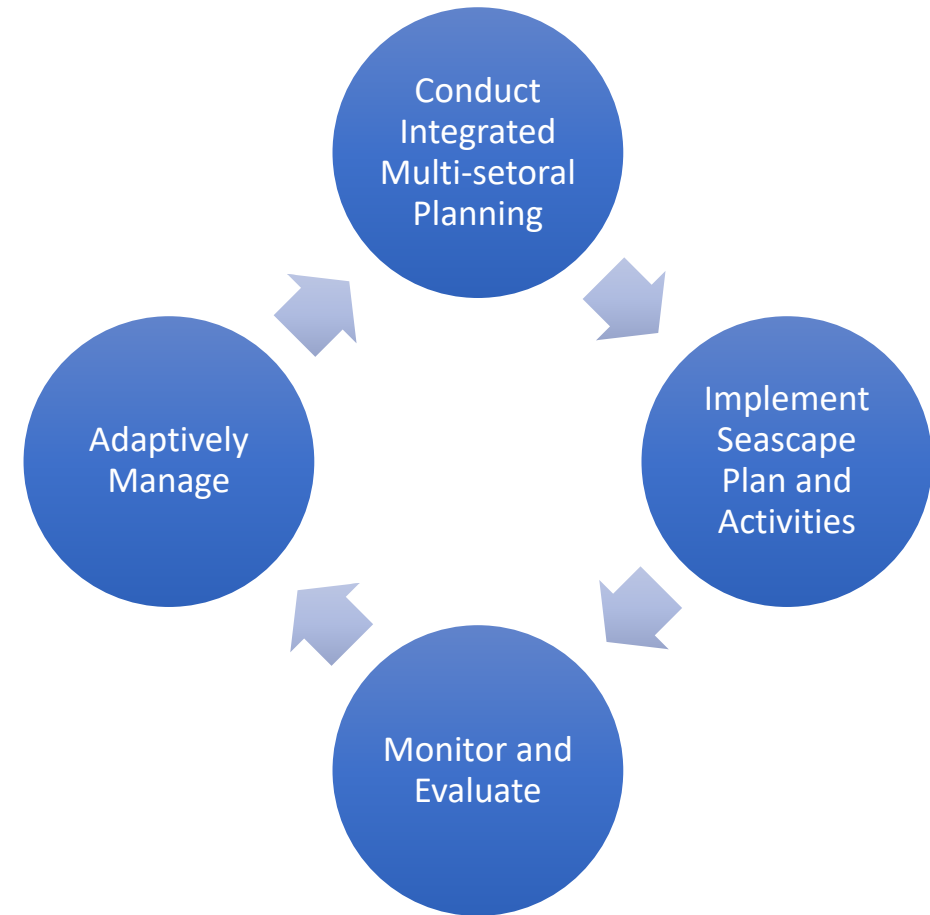 Conduct
Integrated
Multi-setoral
Planning
Implement
Seascape
Plan and
Activities
Monitor and
Evaluate
Adaptively
Manage